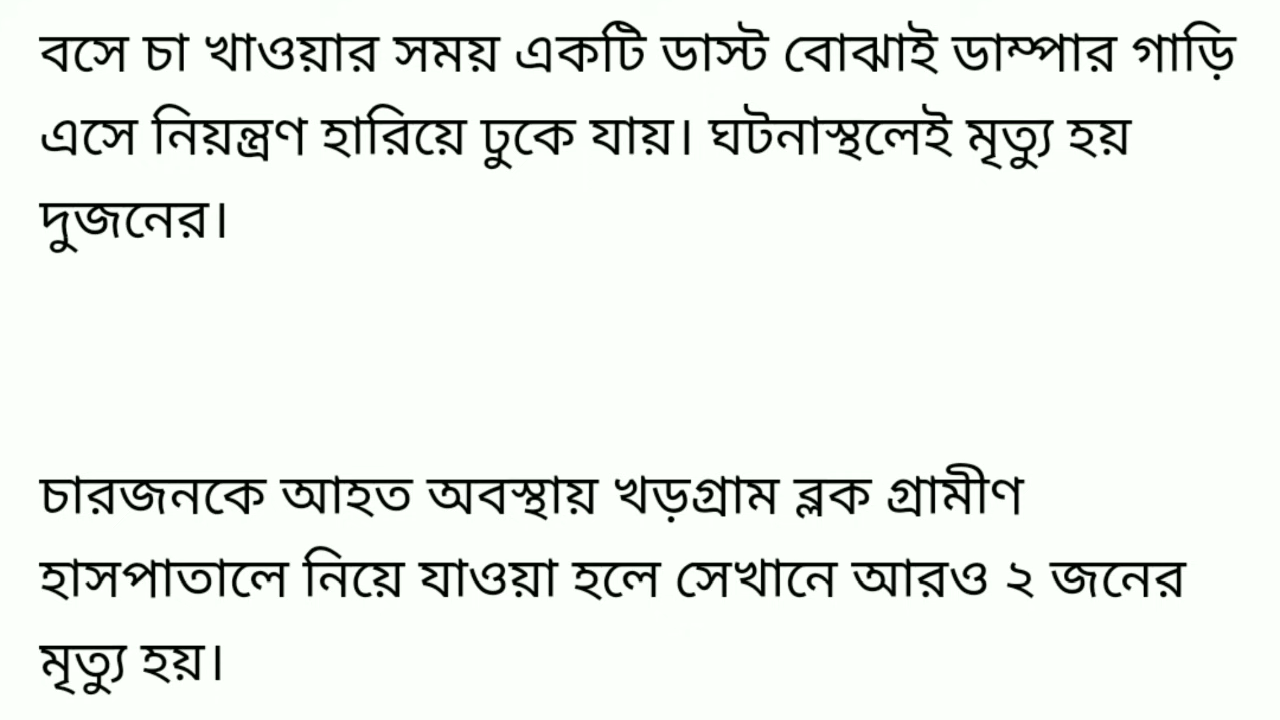 বসে চা খাওয়ার সময় একটি ডাস্ট বোঝাই ডাম্পার গাড়ি
এসে নিয়ন্ত্রণ হারিয়ে ঢুকে যায়। ঘটনাস্থলেই মৃত্যু হয়
দুজনের।
চারজনকে আহত অবস্থায় খড়গ্রাম ব্লক গ্রামীণ
হাসপাতালে নিয়ে যাওয়া হলে সেখানে আরও ২ জনের
মৃত্যু হয়।